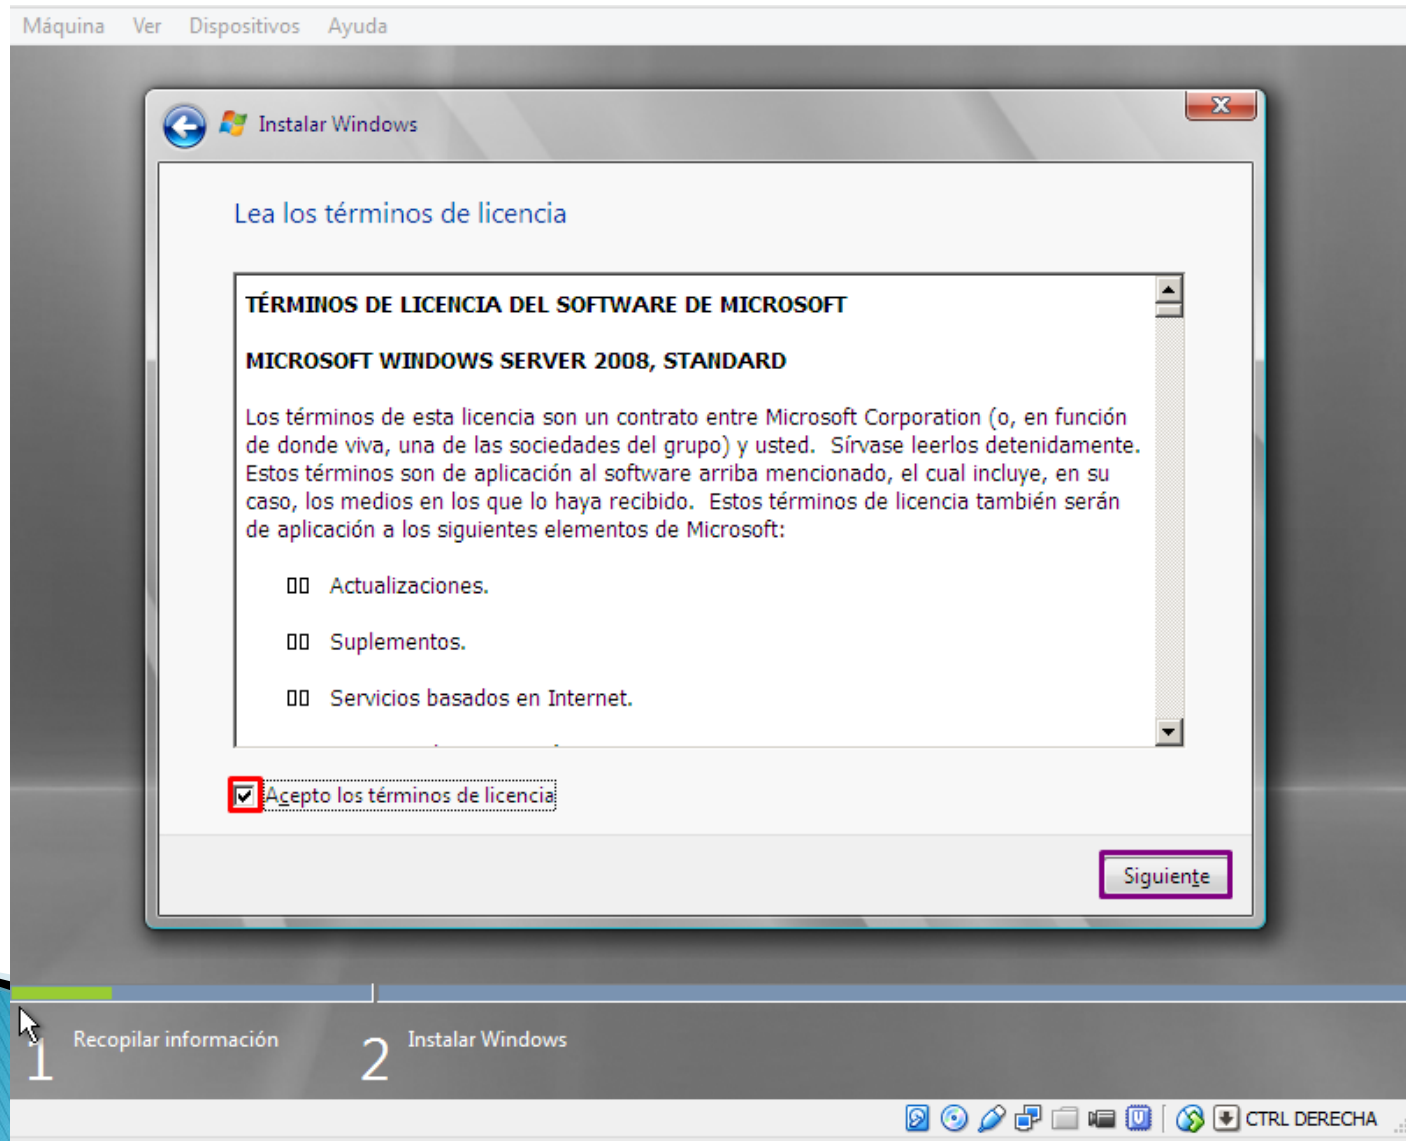 Máquina Ver Dispositivos Ayuda
Instalar Windows
Lea los términos de licencia
TÉRMINOS DE LICENCIA DEL SOFTWARE DE MICROSOFT
MICROSOFT WINDOWS SERVER 2008, STANDARD
Los términos de esta licencia son un contrato entre Microsoft Corporation (o, en función
de donde viva, una de las sociedades del grupo) y usted. Sírvase leerlos detenidamente.
Estos términos son de aplicación al software arriba mencionado, el cual incluye, en su
caso, los medios en los que lo haya recibido. Estos términos de licencia también serán
de aplicación a los siguientes elementos de Microsoft:
Actualizaciones.
Suplementos.
Servicios basados en Internet.
Acepto los términos de licencia
Siguiente
1 Recopilar información
2 Instalar Windows
CTRL DERECHA